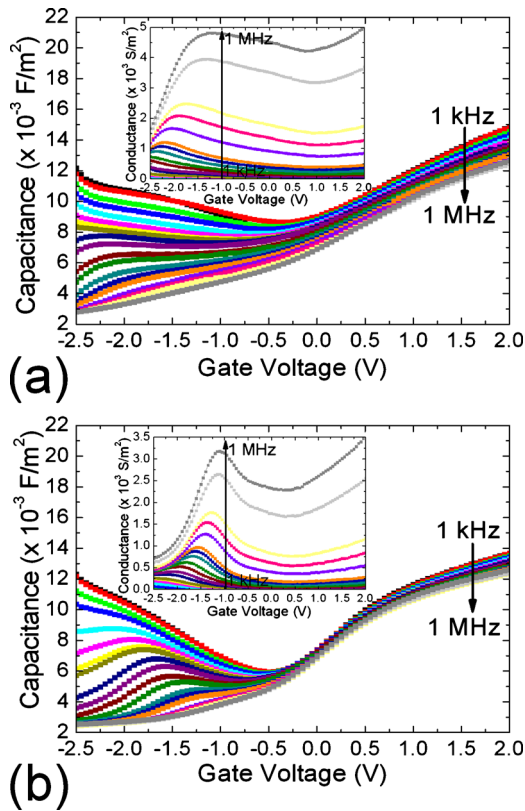 (a)
Capacitance (x 10⁻³ F/m²)
22
20
18
16
14
12
10
8
6
4
2
-2.5 -2.0 -1.5 -1.0 -0.5 0.0 0.5 1.0 1.5 2.0
Gate Voltage (V)
1 kHz
1 MHz
Conductance (x 10³ S/m²)
5
4
3
2
1
0
-2.5 -2.0 -1.5 -1.0 -0.5 0.0 0.5 1.0 1.5 2.0
Gate Voltage (V)
1 MHz
1 kHz
(b)
Capacitance (x 10⁻³ F/m²)
22
20
18
16
14
12
10
8
6
4
2
-2.5 -2.0 -1.5 -1.0 -0.5 0.0 0.5 1.0 1.5 2.0
Gate Voltage (V)
1 kHz
1 MHz
Conductance (x 10³ S/m²)
3.5
3.0
2.5
2.0
1.5
1.0
0.5
0.0
-2.5 -2.0 -1.5 -1.0 -0.5 0.0 0.5 1.0 1.5 2.0
Gate Voltage (V)
1 MHz
1 kHz